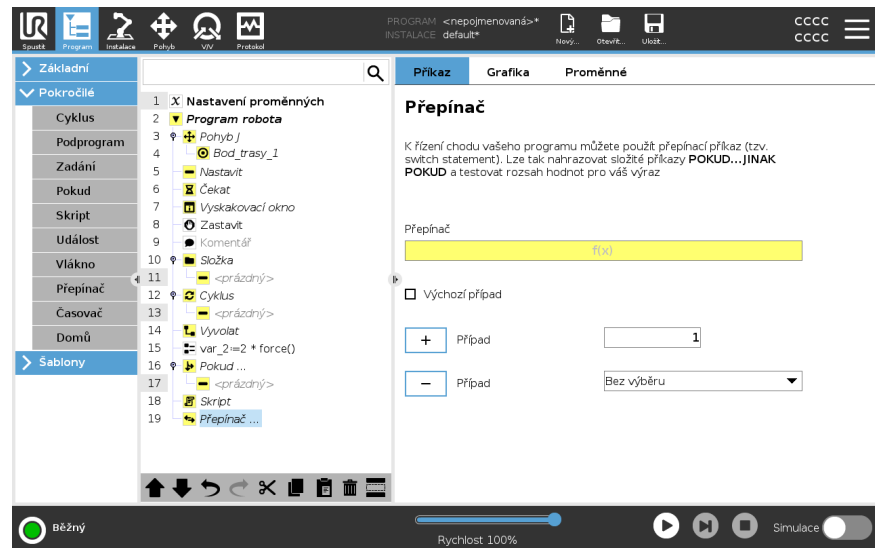 PROGRAM <nepojmenovaná>*
INSTALACE default*
Spustit
Program
Instalace
Pohyb
V/V
Protokol
Nový...
Otevřít...
Uložit...
CCCC
CCCC
Základní
Pokročilé
Cyklus
Podprogram
Zadání
Pokud
Skript
Událost
Vlákno
Přepínač
Časovač
Domů
Šablony
1 X Nastavení proměnných
2 Program robota
3 Pohyb J
4 Bod_trasy_1
5 Nastavit
6 Čekat
7 Vyskakovací okno
8 Zastavit
9 Komentář
10 Složka
11 <prázdný>
12 Cyklus
13 <prázdný>
14 Vyvolat
15 var_2:=2 * force()
16 Pokud ...
17 <prázdný>
18 Skript
19 Přepínač ...
Příkaz Grafika Proměnné
Přepínač
K řízení chodu vašeho programu můžete použít přepínací příkaz (tzv.
switch statement). Lze tak nahrazovat složité příkazy POKUD...JINAK
POKUD a testovat rozsah hodnot pro váš výraz
Přepínač
f(x)
Výchozí případ
+ Případ 1
− Případ Bez výběru
Běžný
Rychlost 100%
Simulace